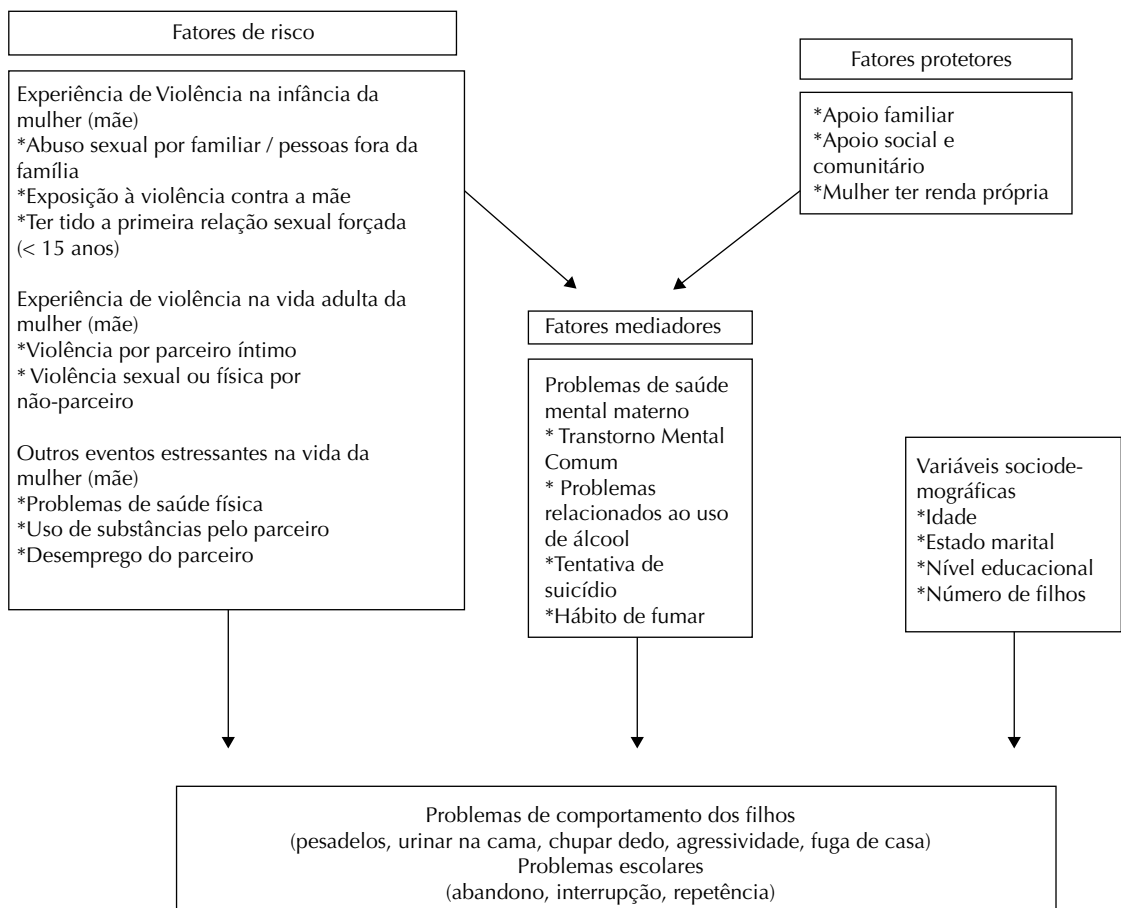 Fatores de risco
Experiência de Violência na infância da
mulher (mãe)
*Abuso sexual por familiar / pessoas fora da
família
*Exposição à violência contra a mãe
*Ter tido a primeira relação sexual forçada
(< 15 anos)
Experiência de violência na vida adulta da
mulher (mãe)
*Violência por parceiro íntimo
* Violência sexual ou física por
não-parceiro
Outros eventos estressantes na vida da
mulher (mãe)
*Problemas de saúde física
*Uso de substâncias pelo parceiro
*Desemprego do parceiro
Fatores protetores
*Apoio familiar
*Apoio social e
comunitário
*Mulher ter renda própria
Fatores mediadores
Problemas de saúde
mental materno
* Transtorno Mental
Comum
* Problemas
relacionados ao uso
de álcool
*Tentativa de
suicídio
*Hábito de fumar
Variáveis sociode-
mográficas
*Idade
*Estado marital
*Nível educacional
*Número de filhos
Problemas de comportamento dos filhos
(pesadelos, urinar na cama, chupar dedo, agressividade, fuga de casa)
Problemas escolares
(abandono, interrupção, repetência)